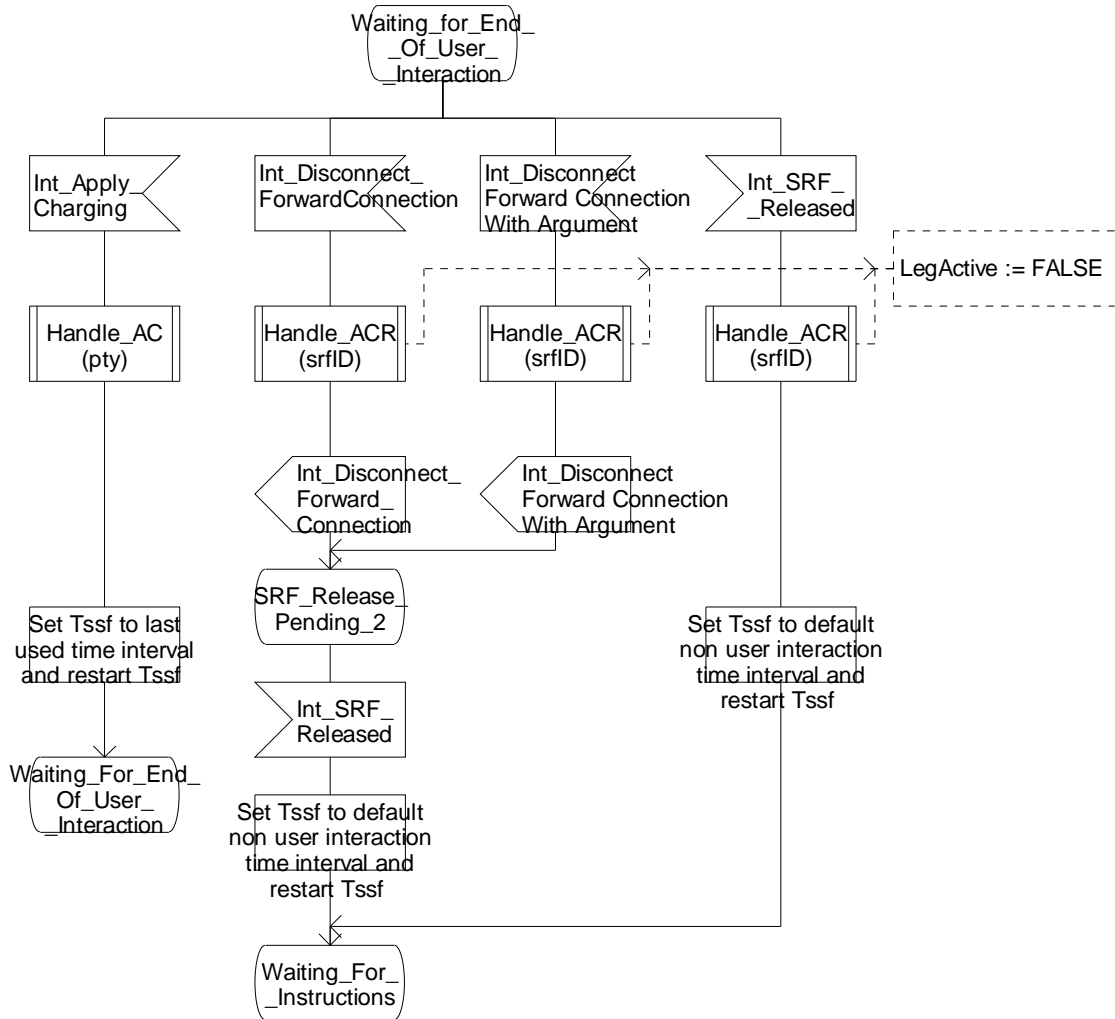 Waiting_for_End_
_Of_User_
_Interaction
Int_Apply_
Charging
Int_Disconnect_
ForwardConnection
Int_Disconnect
Forward Connection
With Argument
Int_SRF_
_Released
LegActive := FALSE
Handle_AC
(pty)
Handle_ACR
(srfID)
Handle_ACR
(srfID)
Handle_ACR
(srfID)
Int_Disconnect_
Forward_
Connection
Int_Disconnect
Forward Connection
With Argument
SRF_Release_
Pending_2
Set Tssf to last
used time interval
and restart Tssf
Set Tssf to default
non user interaction
time interval and
restart Tssf
Int_SRF_
Released
Waiting_For_End_
Of_User_
_Interaction
Set Tssf to default
non user interaction
time interval and
restart Tssf
Waiting_For_
_Instructions